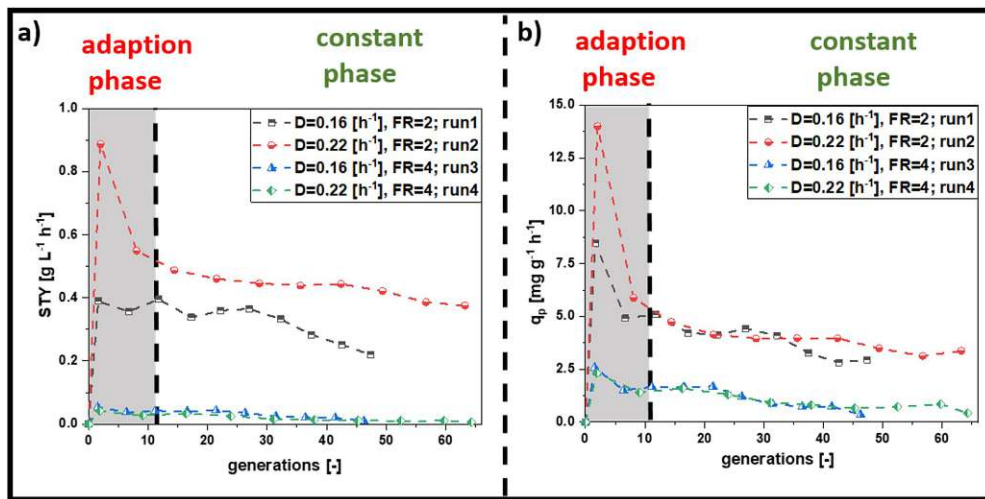 a)
adaption
phase
constant
phase
D=0.16 [h⁻¹], FR=2; run1
D=0.22 [h⁻¹], FR=2; run2
D=0.16 [h⁻¹], FR=4; run3
D=0.22 [h⁻¹], FR=4; run4
STY [g L⁻¹ h⁻¹]
1.0
0.8
0.6
0.4
0.2
0.0
0 10 20 30 40 50 60
generations [-]
b)
adaption
phase
constant
phase
D=0.16 [h⁻¹], FR=2; run1
D=0.22 [h⁻¹], FR=2; run2
D=0.16 [h⁻¹], FR=4; run3
D=0.22 [h⁻¹], FR=4; run4
qₚ [mg g⁻¹ h⁻¹]
15.0
12.5
10.0
7.5
5.0
2.5
0.0
0 10 20 30 40 50 60
generations [-]